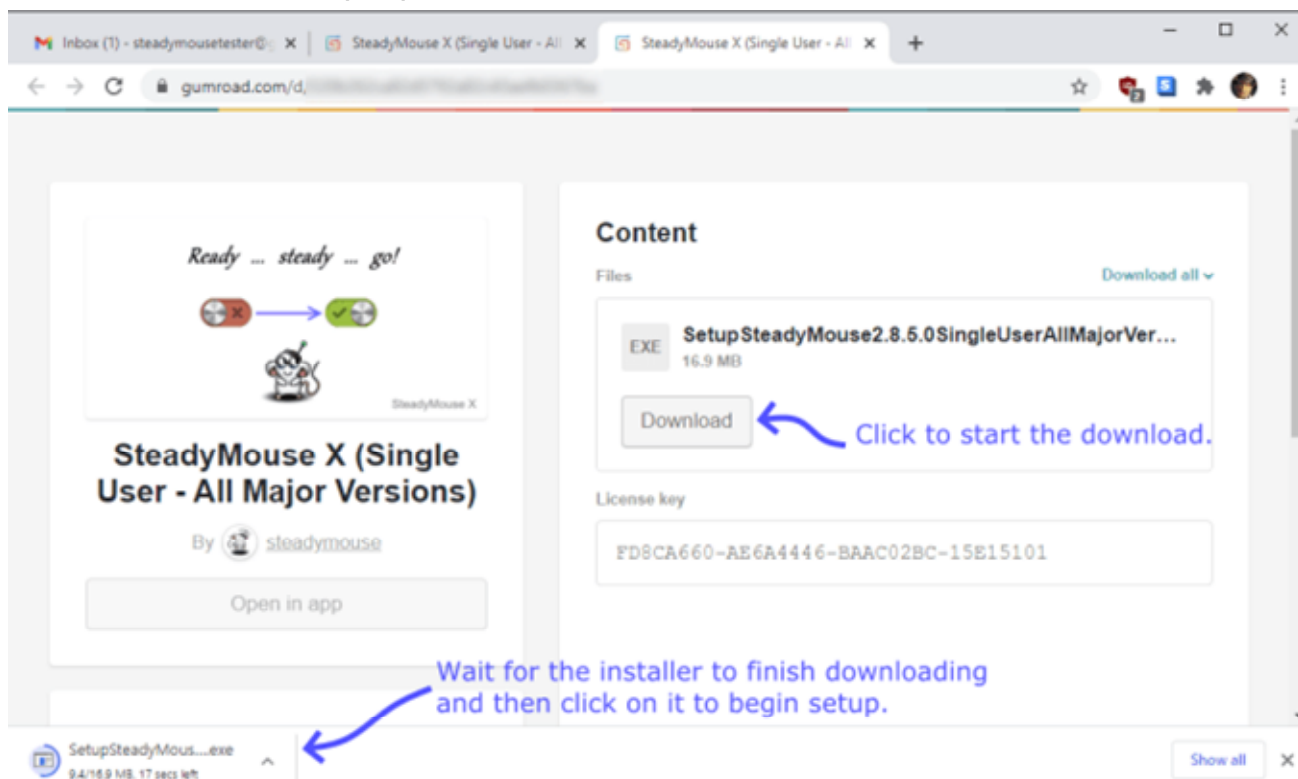 Inbox (1) - steadymousetester@g
SteadyMouse X (Single User - All
SteadyMouse X (Single User - All
gumroad.com/d,
2
Ready ... steady ... go!
SteadyMouse X
SteadyMouse X (Single
User - All Major Versions)
By steadymouse
Open in app
Content
Files
Download all
EXE
SetupSteadyMouse2.8.5.0SingleUserAllMajorVer...
16.9 MB
Download
Click to start the download.
License key
FD8CA660-AE6A4446-BAAC02BC-15E15101
Wait for the installer to finish downloading
and then click on it to begin setup.
SetupSteadyMous....exe
9.4/16.9 MB, 17 secs left
Show all